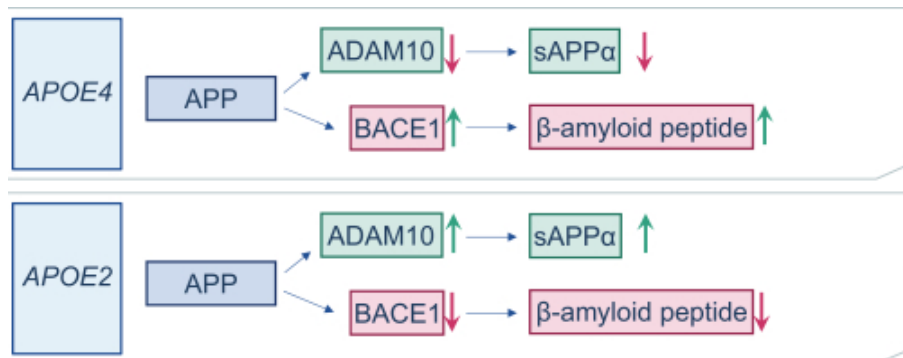 APOE4
APP
ADAM10
sAPPα
BACE1
β-amyloid peptide
APOE2
APP
ADAM10
sAPPα
BACE1
β-amyloid peptide